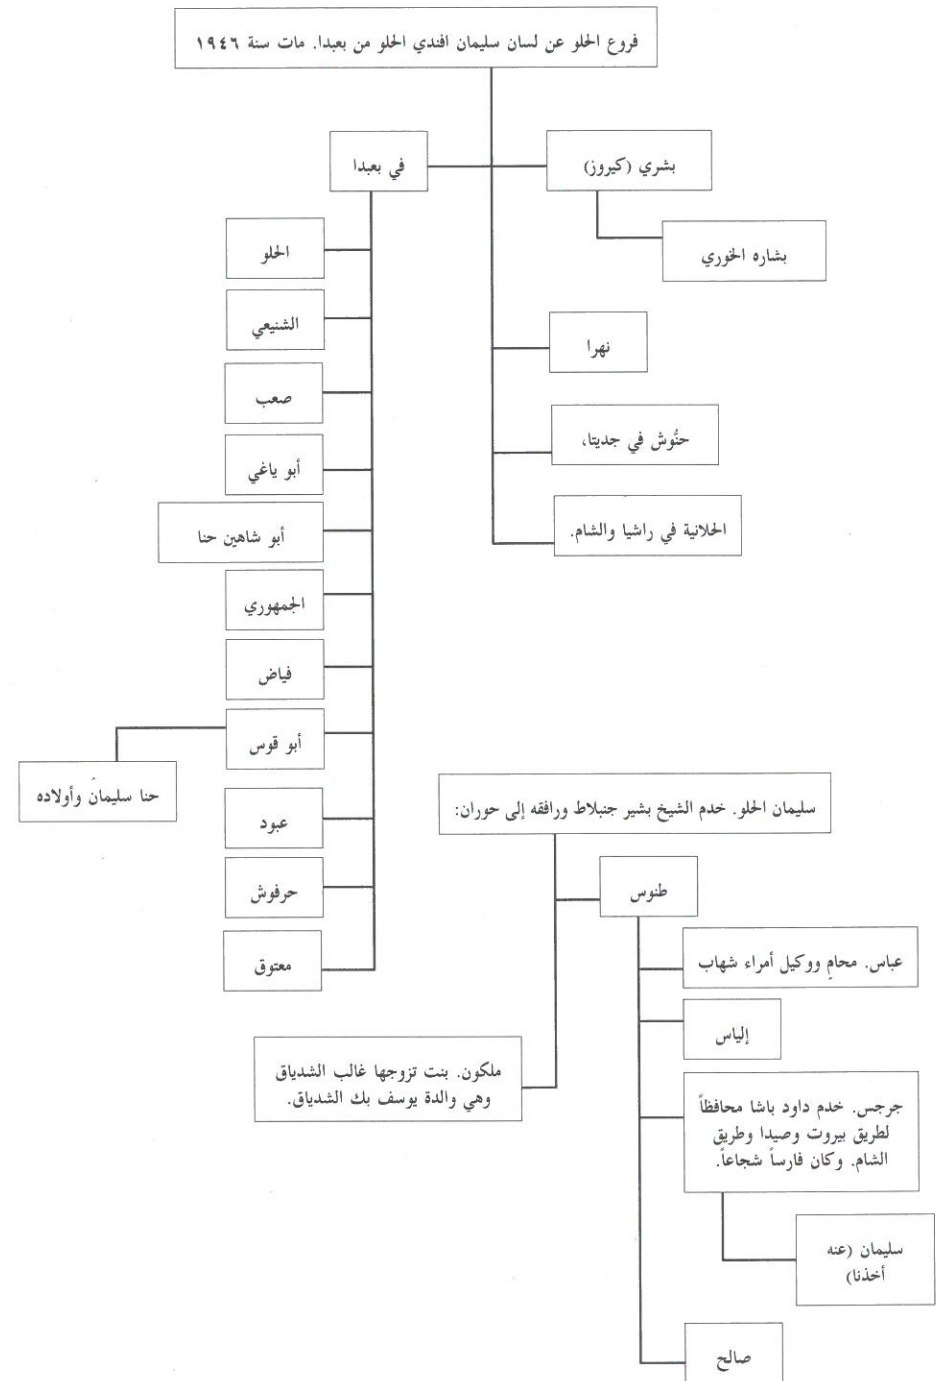 فروع الحلو عن لسان سليمان افندي الحلو من بعبدا. مات سنة ١٩٤٦
بشري (كيروز)
بشاره الخوري
نهرا
حنُّوش في جديتا،
الحلانية في راشيا والشام.
في بعبدا
الحلو
الشنيعي
صعب
أبو ياغي
أبو شاهين حنا
الجمهوري
فياض
أبو قوس
حنا سليمان وأولاده
عبود
حرفوش
معتوق
سليمان الحلو. خدم الشيخ بشير جنبلاط ورافقه إلى حوران:
طنوس
عباس. محامٍ ووكيل أمراء شهاب
إلياس
جرجس. خدم داود باشا محافظاً
لطريق بيروت وصيدا وطريق
الشام. وكان فارساً شجاعاً.
سليمان (عنه
أخذنا)
صالح
ملكون. بنت تزوجها غالب الشدياق
وهي والدة يوسف بك الشدياق.